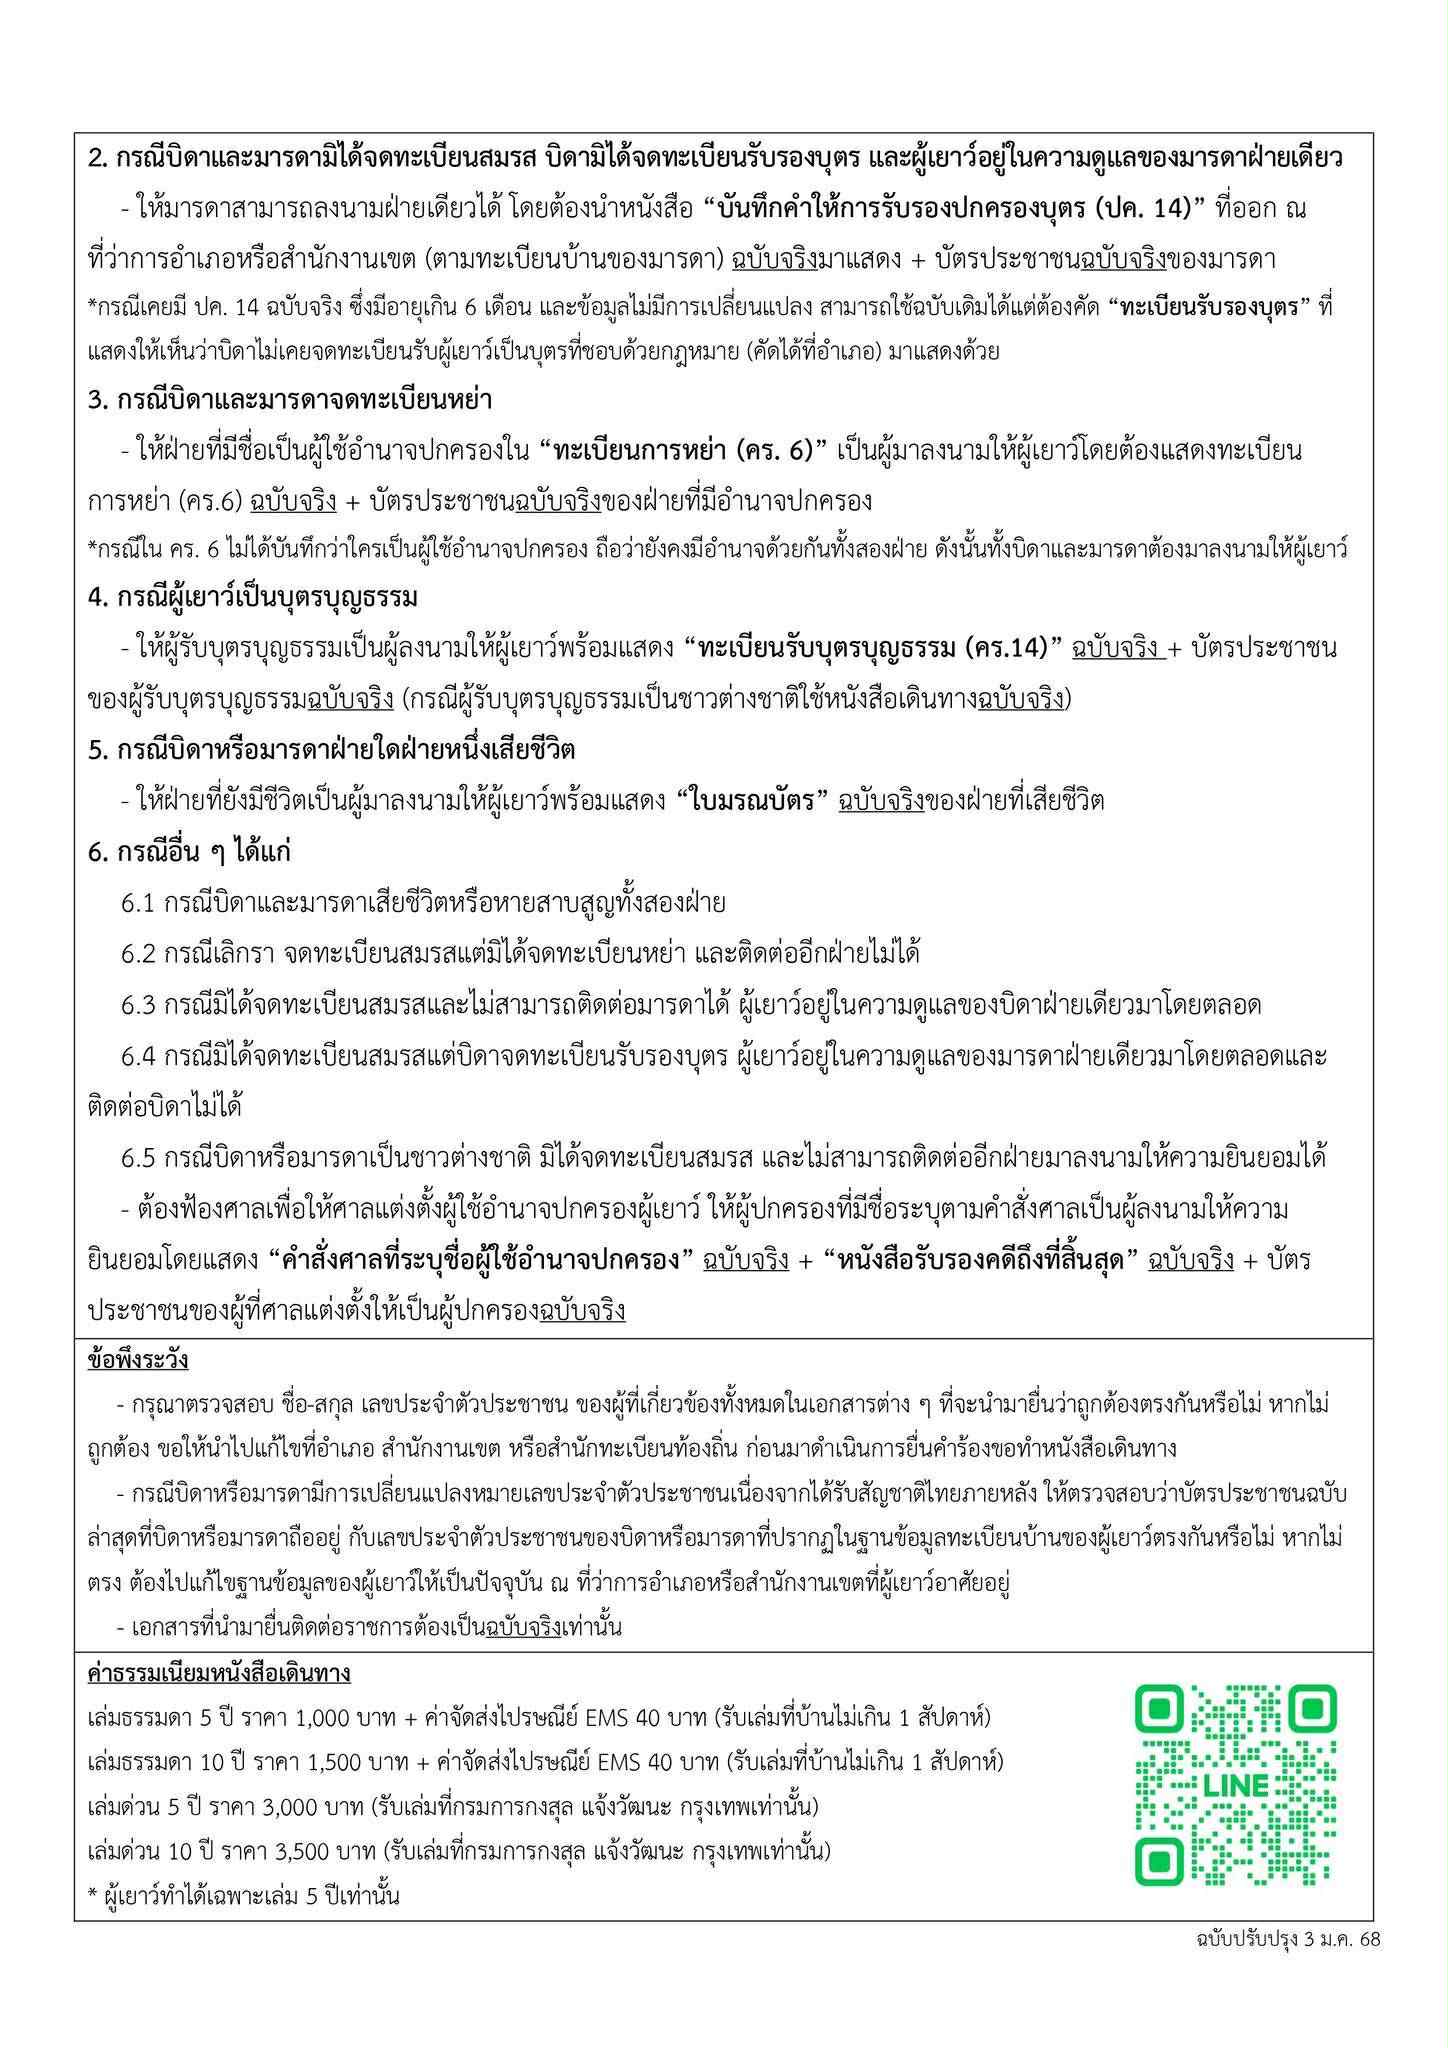 2. กรณีบิดาและมารดามิได้จดทะเบียนสมรส บิดามิได้จดทะเบียนรับรองบุตร และผู้เยาว์อยู่ในความดูแลของมารดาฝ่ายเดียว
- ให้มารดาสามารถลงนามฝ่ายเดียวได้ โดยต้องนำหนังสือ “บันทึกคำให้การรับรองปกครองบุตร (ปค. 14)” ที่ออก ณ
ที่ว่าการอำเภอหรือสำนักงานเขต (ตามทะเบียนบ้านของมารดา) ฉบับจริงมาแสดง + บัตรประชาชนฉบับจริงของมารดา
*กรณีเคยมี ปค. 14 ฉบับจริง ซึ่งมีอายุเกิน 6 เดือน และข้อมูลไม่มีการเปลี่ยนแปลง สามารถใช้ฉบับเดิมได้แต่ต้องคัด “ทะเบียนรับรองบุตร” ที่
แสดงให้เห็นว่าบิดาไม่เคยจดทะเบียนรับผู้เยาว์เป็นบุตรที่ชอบด้วยกฎหมาย (คัดได้ที่อำเภอ) มาแสดงด้วย
3. กรณีบิดาและมารดาจดทะเบียนหย่า
- ให้ฝ่ายที่มีชื่อเป็นผู้ใช้อำนาจปกครองใน “ทะเบียนการหย่า (คร. 6)” เป็นผู้มาลงนามให้ผู้เยาว์โดยต้องแสดงทะเบียน
การหย่า (คร.6) ฉบับจริง + บัตรประชาชนฉบับจริงของฝ่ายที่มีอำนาจปกครอง
*กรณีใน คร. 6 ไม่ได้บันทึกว่าใครเป็นผู้ใช้อำนาจปกครอง ถือว่ายังคงมีอำนาจด้วยกันทั้งสองฝ่าย ดังนั้นทั้งบิดาและมารดาต้องมาลงนามให้ผู้เยาว์
4. กรณีผู้เยาว์เป็นบุตรบุญธรรม
- ให้ผู้รับบุตรบุญธรรมเป็นผู้ลงนามให้ผู้เยาว์พร้อมแสดง “ทะเบียนรับบุตรบุญธรรม (คร.14)” ฉบับจริง + บัตรประชาชน
ของผู้รับบุตรบุญธรรมฉบับจริง (กรณีผู้รับบุตรบุญธรรมเป็นชาวต่างชาติใช้หนังสือเดินทางฉบับจริง)
5. กรณีบิดาหรือมารดาฝ่ายใดฝ่ายหนึ่งเสียชีวิต
- ให้ฝ่ายที่ยังมีชีวิตเป็นผู้มาลงนามให้ผู้เยาว์พร้อมแสดง “ใบมรณบัตร” ฉบับจริงของฝ่ายที่เสียชีวิต
6. กรณีอื่น ๆ ได้แก่
6.1 กรณีบิดาและมารดาเสียชีวิตหรือหายสาบสูญทั้งสองฝ่าย
6.2 กรณีเลิกรา จดทะเบียนสมรสแต่มิได้จดทะเบียนหย่า และติดต่ออีกฝ่ายไม่ได้
6.3 กรณีมิได้จดทะเบียนสมรสและไม่สามารถติดต่อมารดาได้ ผู้เยาว์อยู่ในความดูแลของบิดาฝ่ายเดียวมาโดยตลอด
6.4 กรณีมิได้จดทะเบียนสมรสแต่บิดาจดทะเบียนรับรองบุตร ผู้เยาว์อยู่ในความดูแลของมารดาฝ่ายเดียวมาโดยตลอดและ
ติดต่อบิดาไม่ได้
6.5 กรณีบิดาหรือมารดาเป็นชาวต่างชาติ มิได้จดทะเบียนสมรส และไม่สามารถติดต่ออีกฝ่ายมาลงนามให้ความยินยอมได้
- ต้องฟ้องศาลเพื่อให้ศาลแต่งตั้งผู้ใช้อำนาจปกครองผู้เยาว์ ให้ผู้ปกครองที่มีชื่อระบุตามคำสั่งศาลเป็นผู้ลงนามให้ความ
ยินยอมโดยแสดง “คำสั่งศาลที่ระบุชื่อผู้ใช้อำนาจปกครอง” ฉบับจริง + “หนังสือรับรองคดีถึงที่สิ้นสุด” ฉบับจริง + บัตร
ประชาชนของผู้ที่ศาลแต่งตั้งให้เป็นผู้ปกครองฉบับจริง
ข้อพึงระวัง
- กรุณาตรวจสอบ ชื่อ-สกุล เลขประจำตัวประชาชน ของผู้ที่เกี่ยวข้องทั้งหมดในเอกสารต่าง ๆ ที่จะนำมายื่นว่าถูกต้องตรงกันหรือไม่ หากไม่
ถูกต้อง ขอให้นำไปแก้ไขที่อำเภอ สำนักงานเขต หรือสำนักทะเบียนท้องถิ่น ก่อนมาดำเนินการยื่นคำร้องขอทำหนังสือเดินทาง
- กรณีบิดาหรือมารดามีการเปลี่ยนแปลงหมายเลขประจำตัวประชาชนเนื่องจากได้รับสัญชาติไทยภายหลัง ให้ตรวจสอบว่าบัตรประชาชนฉบับ
ล่าสุดที่บิดาหรือมารดาถืออยู่ กับเลขประจำตัวประชาชนของบิดาหรือมารดาที่ปรากฏในฐานข้อมูลทะเบียนบ้านของผู้เยาว์ตรงกันหรือไม่ หากไม่
ตรง ต้องไปแก้ไขฐานข้อมูลของผู้เยาว์ให้เป็นปัจจุบัน ณ ที่ว่าการอำเภอหรือสำนักงานเขตที่ผู้เยาว์อาศัยอยู่
- เอกสารที่นำมายื่นติดต่อราชการต้องเป็นฉบับจริงเท่านั้น
ค่าธรรมเนียมหนังสือเดินทาง
เล่มธรรมดา 5 ปี ราคา 1,000 บาท + ค่าจัดส่งไปรษณีย์ EMS 40 บาท (รับเล่มที่บ้านไม่เกิน 1 สัปดาห์)
เล่มธรรมดา 10 ปี ราคา 1,500 บาท + ค่าจัดส่งไปรษณีย์ EMS 40 บาท (รับเล่มที่บ้านไม่เกิน 1 สัปดาห์)
เล่มด่วน 5 ปี ราคา 3,000 บาท (รับเล่มที่กรมการกงสุล แจ้งวัฒนะ กรุงเทพเท่านั้น)
เล่มด่วน 10 ปี ราคา 3,500 บาท (รับเล่มที่กรมการกงสุล แจ้งวัฒนะ กรุงเทพเท่านั้น)
* ผู้เยาว์ทำได้เฉพาะเล่ม 5 ปีเท่านั้น
LINE
ฉบับปรับปรุง 3 ม.ค. 68